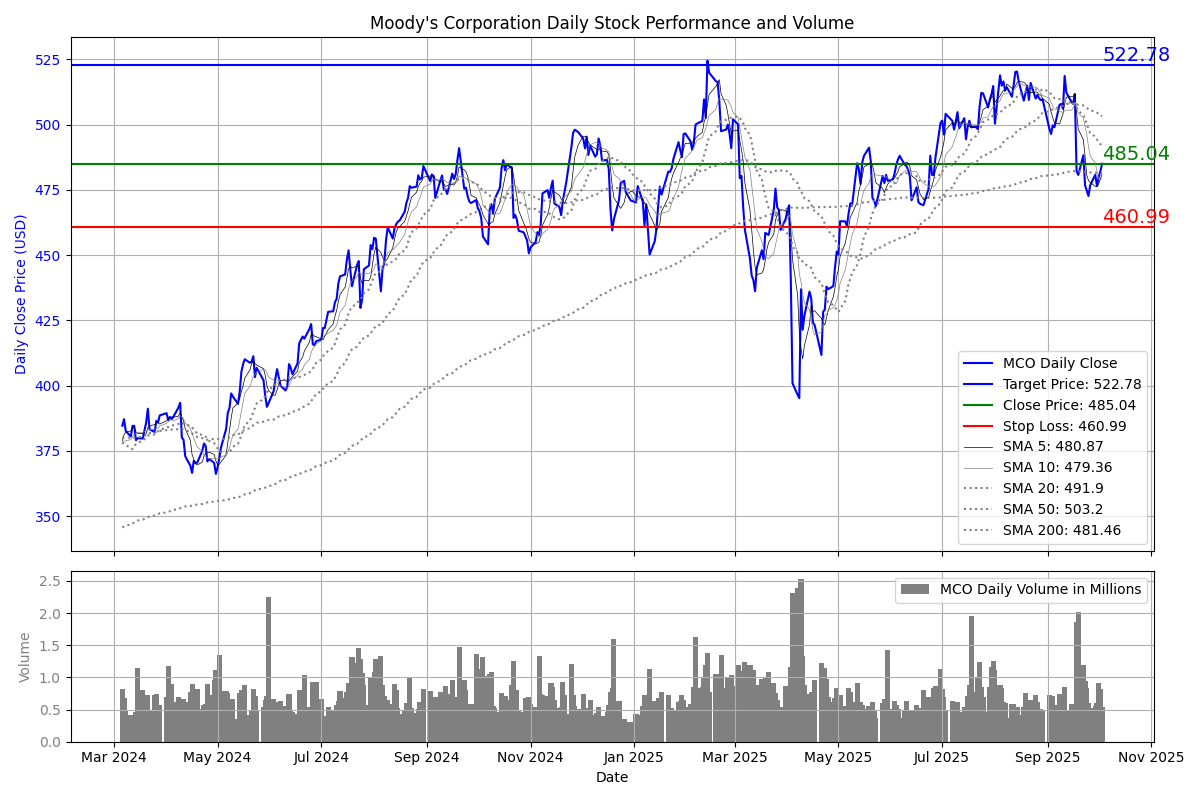 Moody's Corporation Daily Stock Performance and Volume
Daily Close Price (USD)
525
500
475
450
425
400
375
350
522.78
485.04
460.99
MCO Daily Close
Target Price: 522.78
Close Price: 485.04
Stop Loss: 460.99
SMA 5: 480.87
SMA 10: 479.36
SMA 20: 491.9
SMA 50: 503.2
SMA 200: 481.46
Volume
2.5
2.0
1.5
1.0
0.5
0.0
MCO Daily Volume in Millions
Mar 2024 May 2024 Jul 2024 Sep 2024 Nov 2024 Jan 2025 Mar 2025 May 2025 Jul 2025 Sep 2025 Nov 2025
Date